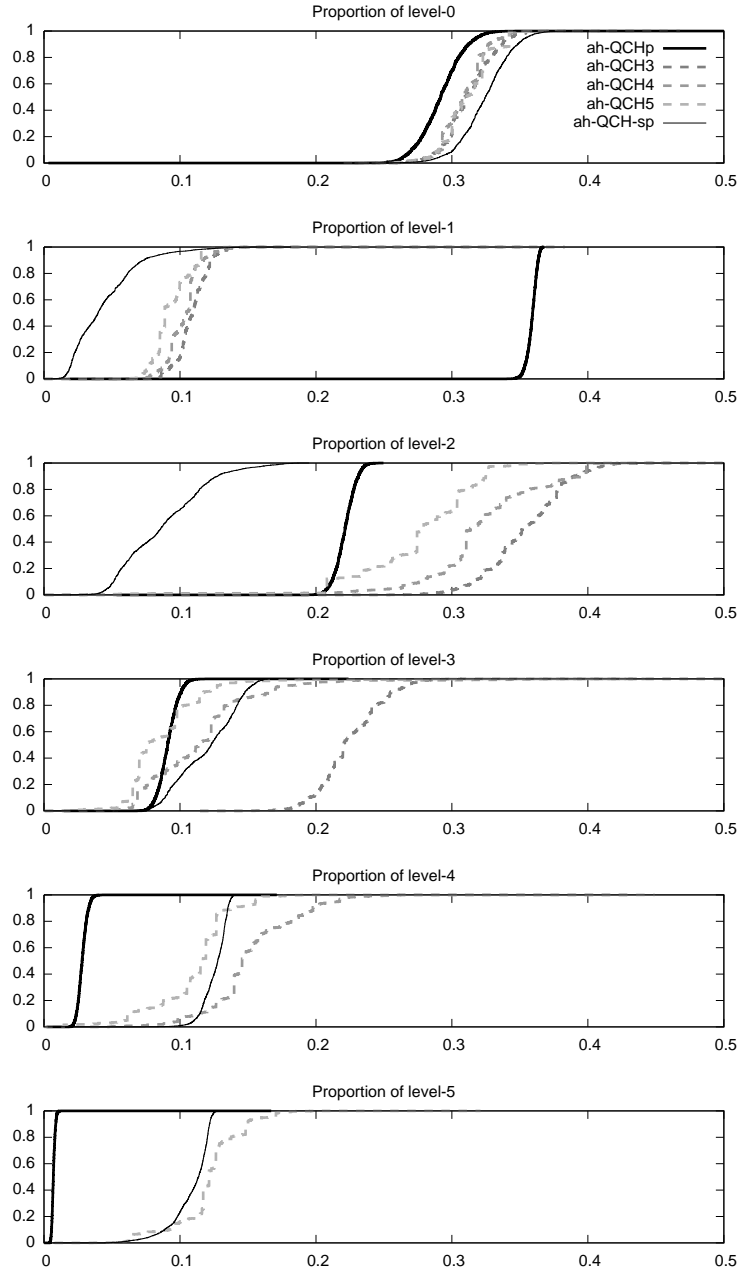 Proportion of level-0
1
0.8
0.6
0.4
0.2
0
ah-QCHp
ah-QCH3
ah-QCH4
ah-QCH5
ah-QCH-sp
0 0.1 0.2 0.3 0.4 0.5
Proportion of level-1
1
0.8
0.6
0.4
0.2
0
0 0.1 0.2 0.3 0.4 0.5
Proportion of level-2
1
0.8
0.6
0.4
0.2
0
0 0.1 0.2 0.3 0.4 0.5
Proportion of level-3
1
0.8
0.6
0.4
0.2
0
0 0.1 0.2 0.3 0.4 0.5
Proportion of level-4
1
0.8
0.6
0.4
0.2
0
0 0.1 0.2 0.3 0.4 0.5
Proportion of level-5
1
0.8
0.6
0.4
0.2
0
0 0.1 0.2 0.3 0.4 0.5